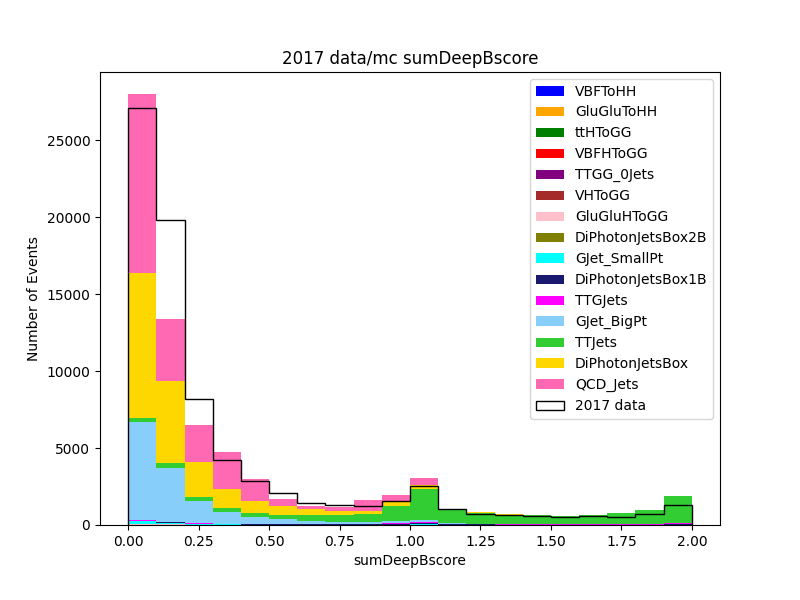 2017 data/mc sumDeepBscore
Number of Events
25000
20000
15000
10000
5000
0
0.00 0.25 0.50 0.75 1.00 1.25 1.50 1.75 2.00
sumDeepBscore
VBFToHH
GluGluToHH
ttHToGG
VBFHToGG
TTGG_0Jets
VHToGG
GluGluHToGG
DiPhotonJetsBox2B
GJet_SmallPt
DiPhotonJetsBox1B
TTGJets
GJet_BigPt
TTJets
DiPhotonJetsBox
QCD_Jets
2017 data